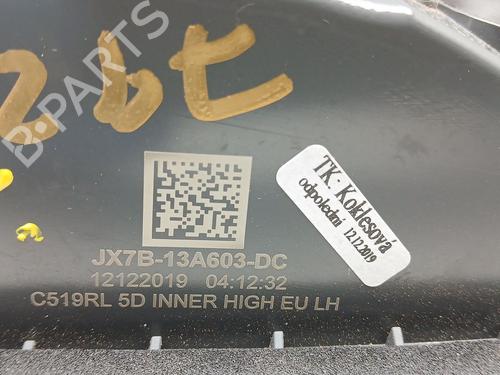 26t
B-PARTS
TK. Koklesová
odpolední 12.12.2019
JX7B-13A603-DC
12122019 04:12:32
C519RL 5D INNER HIGH EU LH